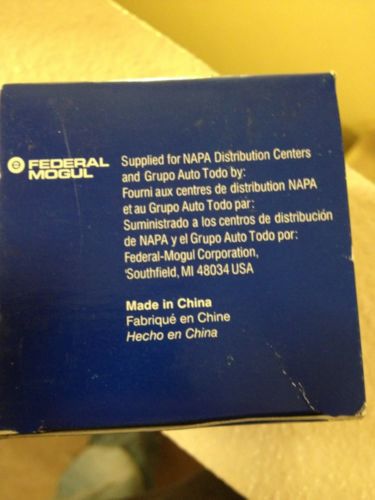 FEDERAL
MOGUL
Supplied for NAPA Distribution Centers
and Grupo Auto Todo by:
Fourni aux centres de distribution NAPA
et au Grupo Auto Todo par:
Suministrado a los centros de distribución
de NAPA y el Grupo Auto Todo por:
Federal-Mogul Corporation,
Southfield, MI 48034 USA
Made in China
Fabriqué en Chine
Hecho en China